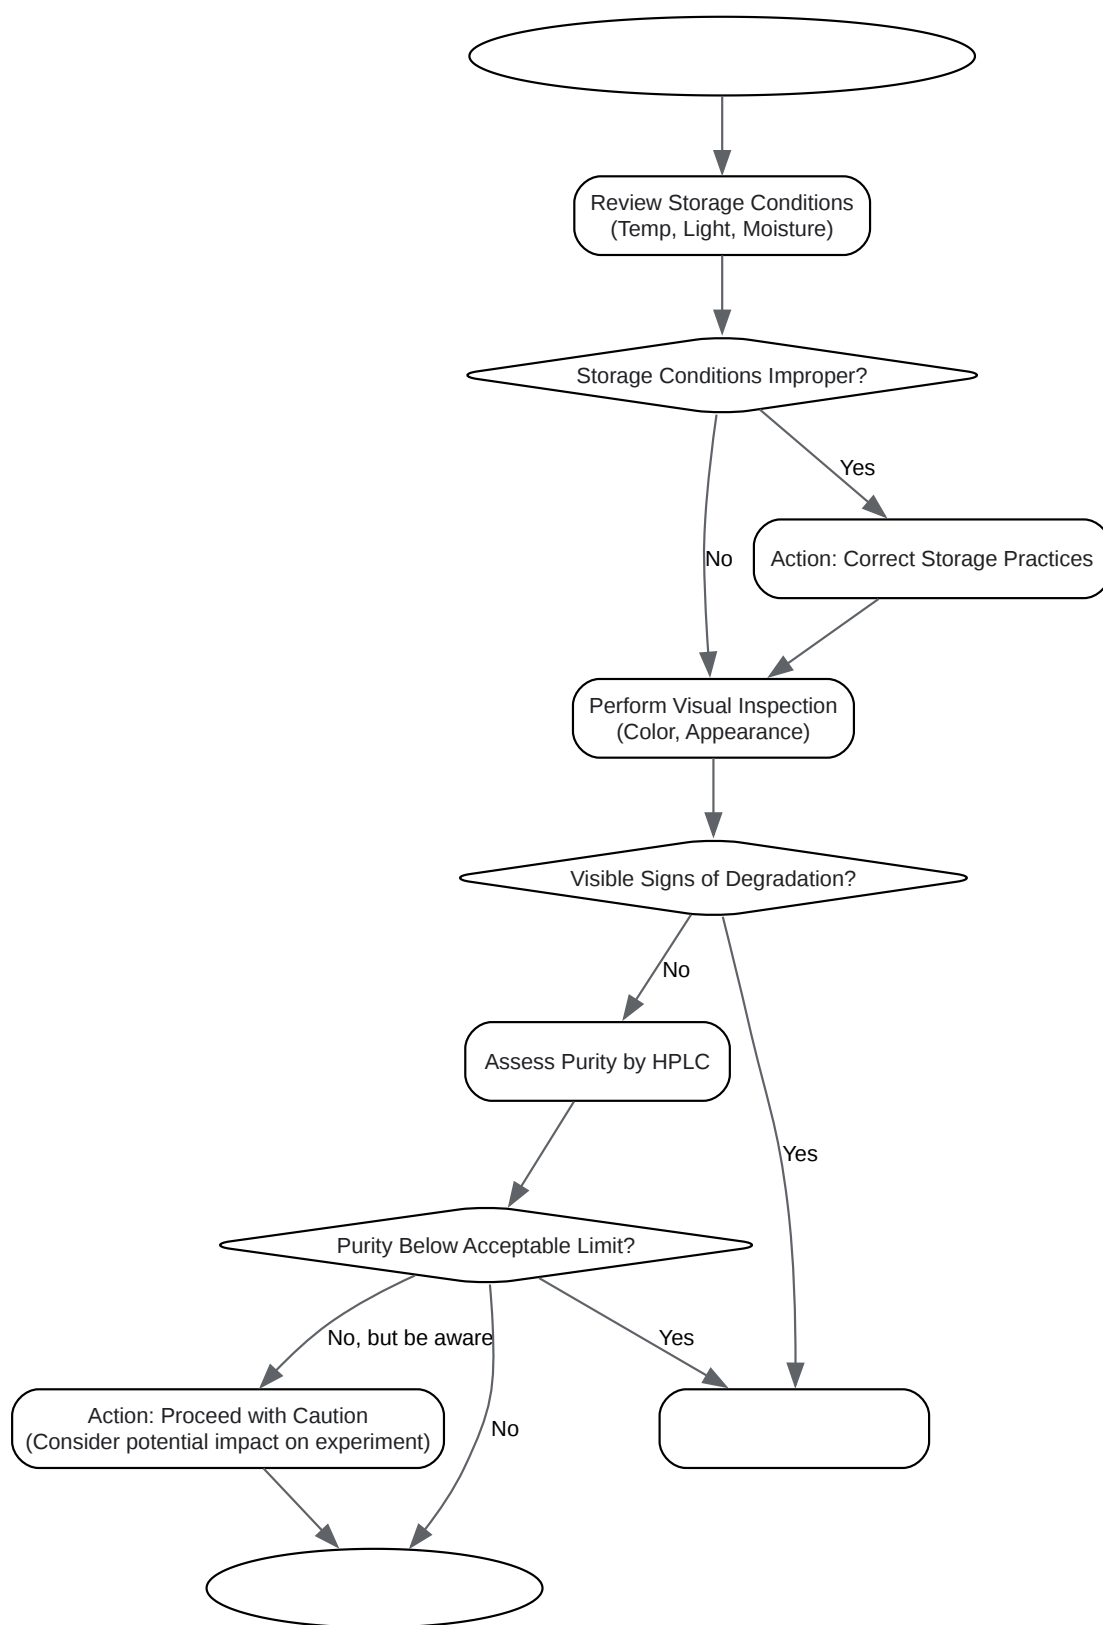 Review Storage Conditions
(Temp, Light, Moisture)
Storage Conditions Improper?
Yes
No
Action: Correct Storage Practices
Perform Visual Inspection
(Color, Appearance)
Visible Signs of Degradation?
No
Assess Purity by HPLC
Yes
Purity Below Acceptable Limit?
No, but be aware
Yes
Action: Proceed with Caution
(Consider potential impact on experiment)
No